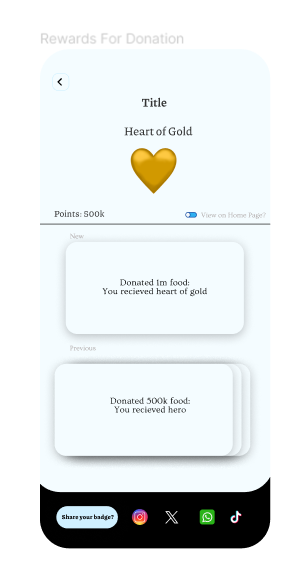 Rewards For Donation
Title
Heart of Gold
Points: 500k
View on Home Page?
New
Donated 1m food:
You recieved heart of gold
Previous
Donated 500k food:
You recieved hero
Share your badge?